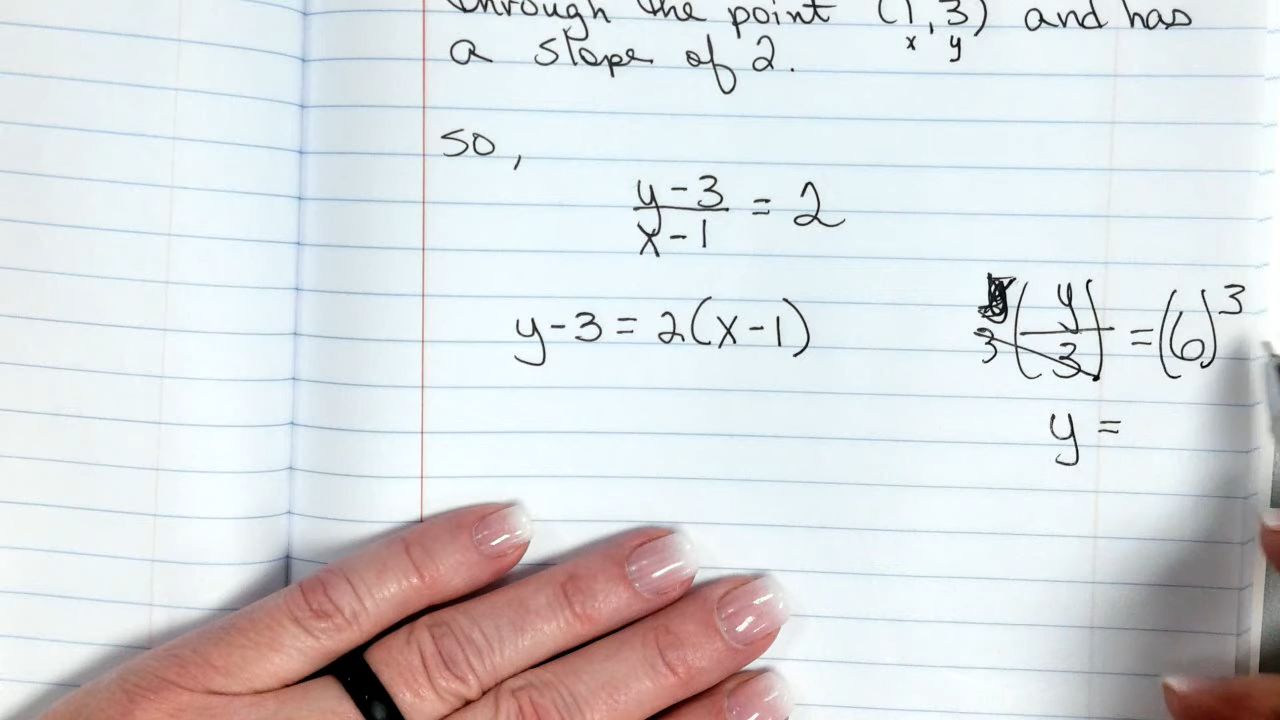 through the point (1, 3) and has
x y
a slope of 2.
so,
y-3
x-1 = 2
y-3 = 2(x-1)
3(y/3) = (6)3
y =